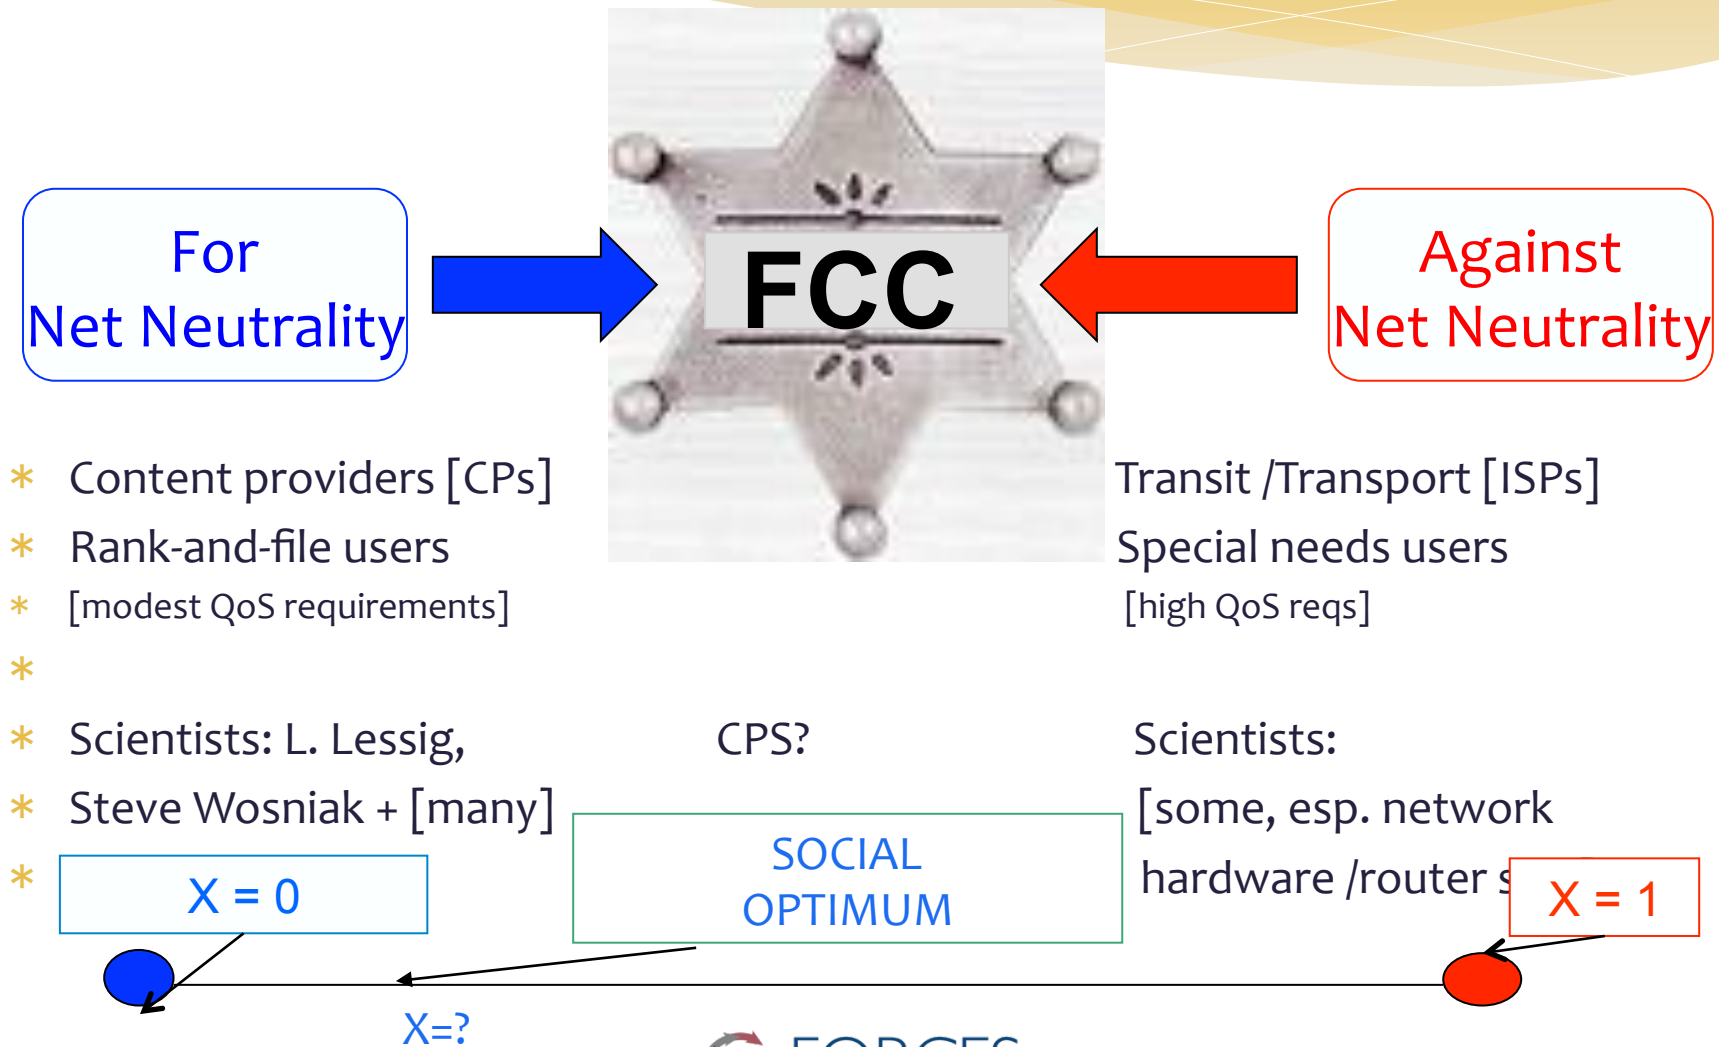 FCC
For
Net Neutrality
Against
Net Neutrality
* Content providers [CPs]
Transit /Transport [ISPs]
* Rank-and-file users
Special needs users
* [modest QoS requirements]
[high QoS reqs]
*
* Scientists: L. Lessig,
CPS?
Scientists:
* Steve Wosniak + [many]
[some, esp. network
*
hardware /router
SOCIAL
OPTIMUM
X = 0
X = 1
X=?
FORCES